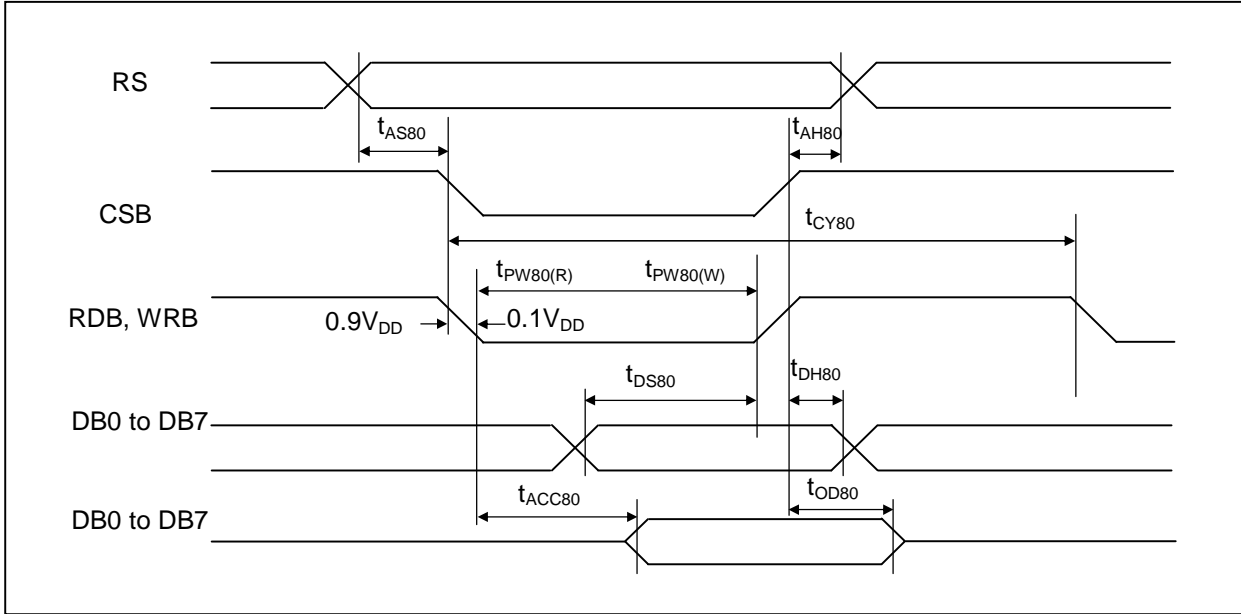 RS
tAS80
tAH80
CSB
tCY80
tPW80(R) tPW80(W)
RDB, WRB
0.9VDD
0.1VDD
tDS80
tDH80
DB0 to DB7
tACC80
tOD80
DB0 to DB7